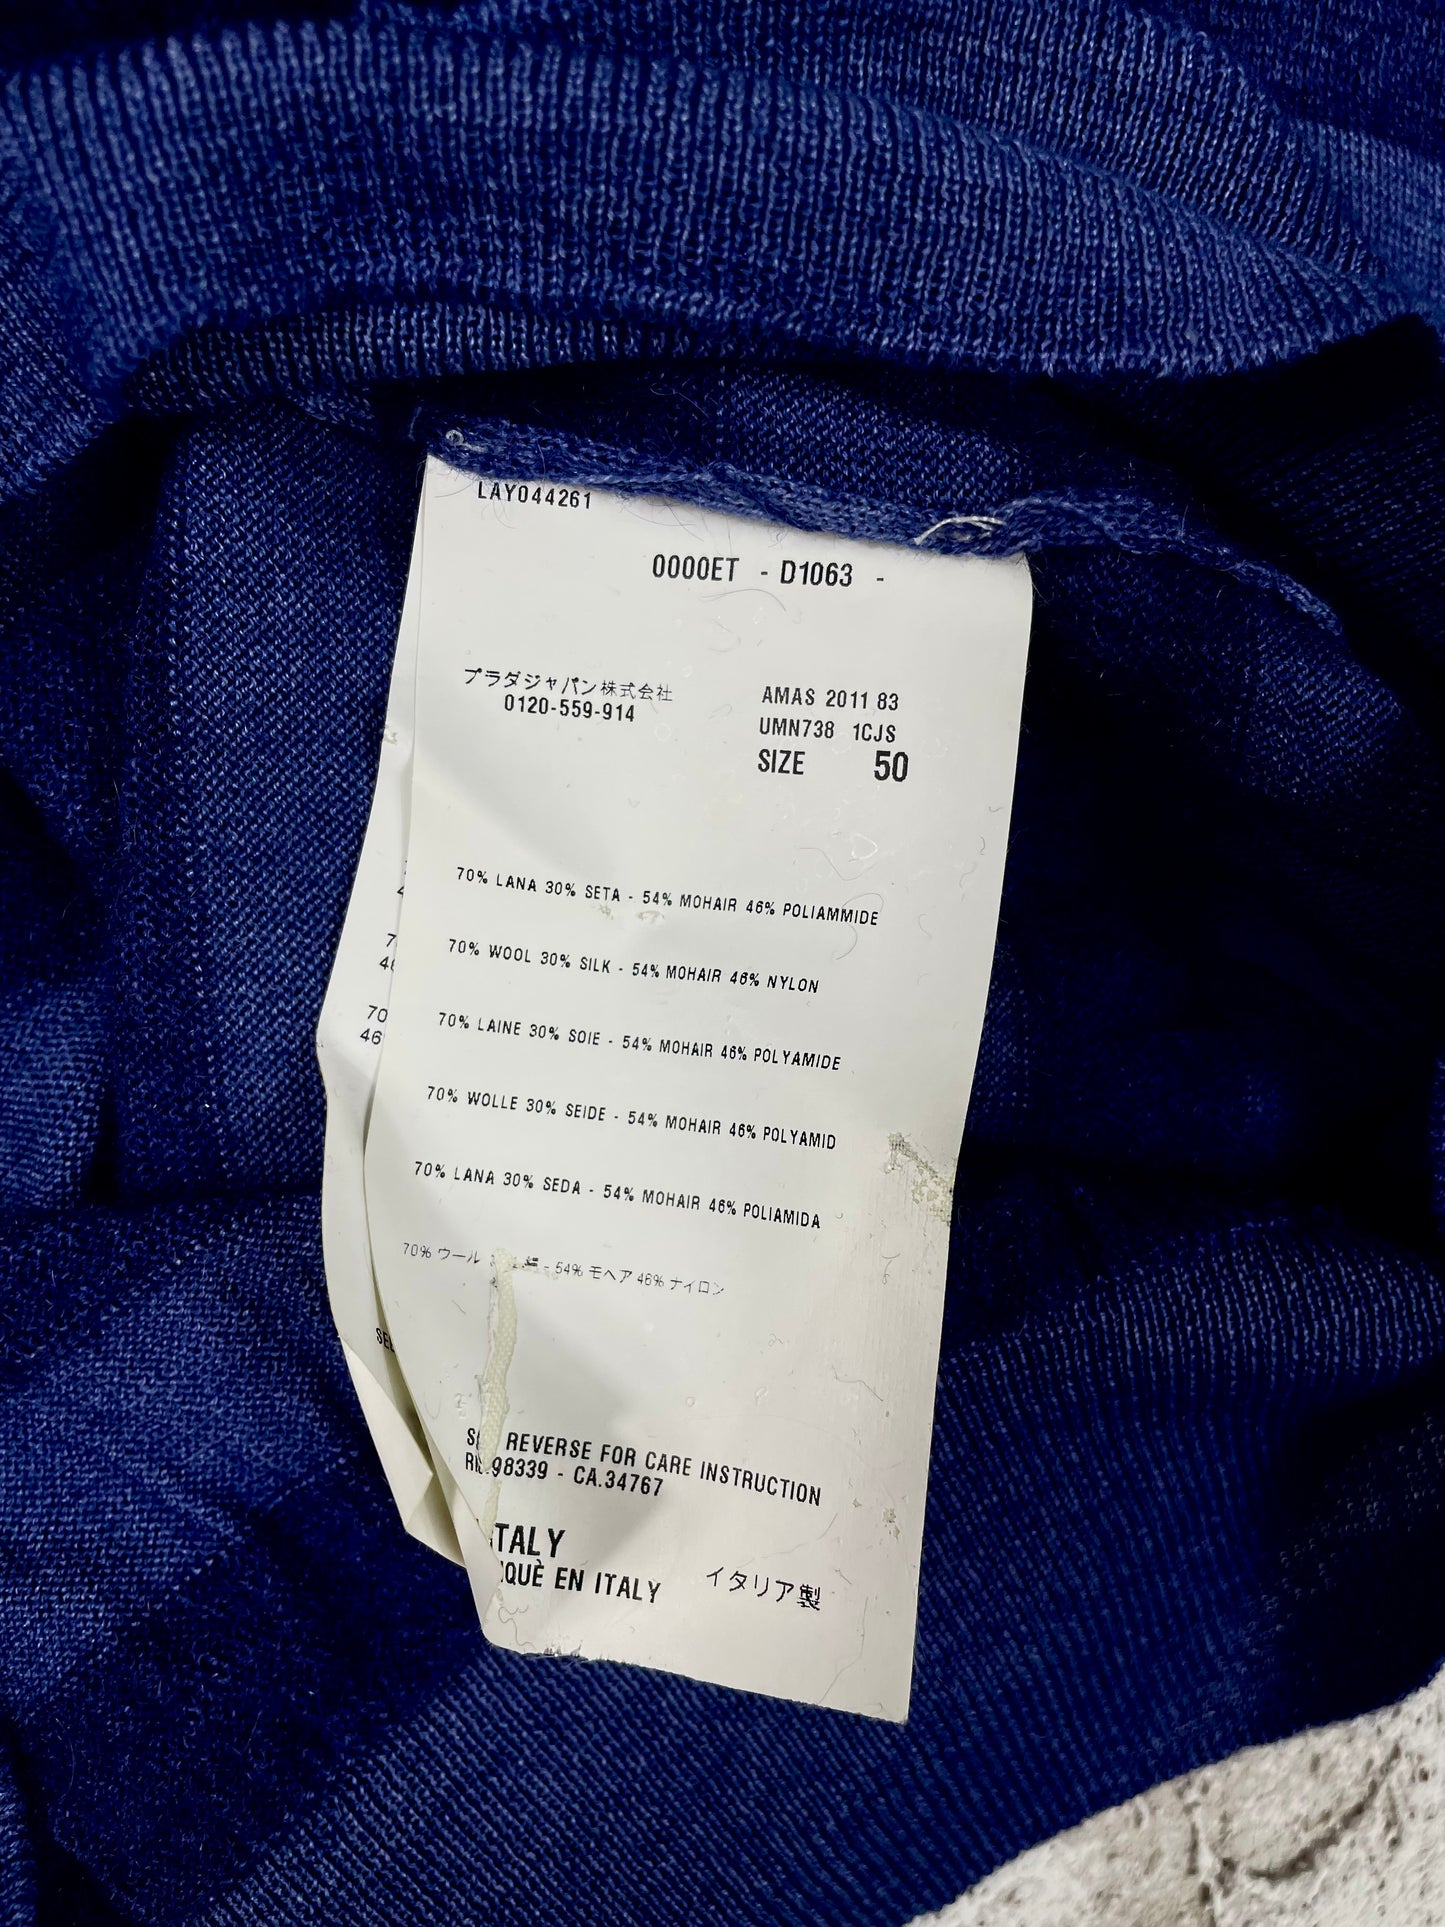 LAY044261
0000ET - D1063 -
プラダジャパン株式会社
0120-559-914
AMAS 2011 83
UMN738 1CJS
SIZE 50
70% LANA 30% SETA - 54% MOHAIR 46% POLIAMMIDE
70% WOOL 30% SILK - 54% MOHAIR 46% NYLON
70% LAINE 30% SOIE - 54% MOHAIR 46% POLYAMIDE
70% WOLLE 30% SEIDE - 54% MOHAIR 46% POLYAMID
70% LANA 30% SEDA - 54% MOHAIR 46% POLIAMIDA
70% ウール - 54% モヘア 46% ナイロン
REVERSE FOR CARE INSTRUCTION
98339 - CA.34767
TALY
QUÈ EN ITALY
イタリア製
70
46